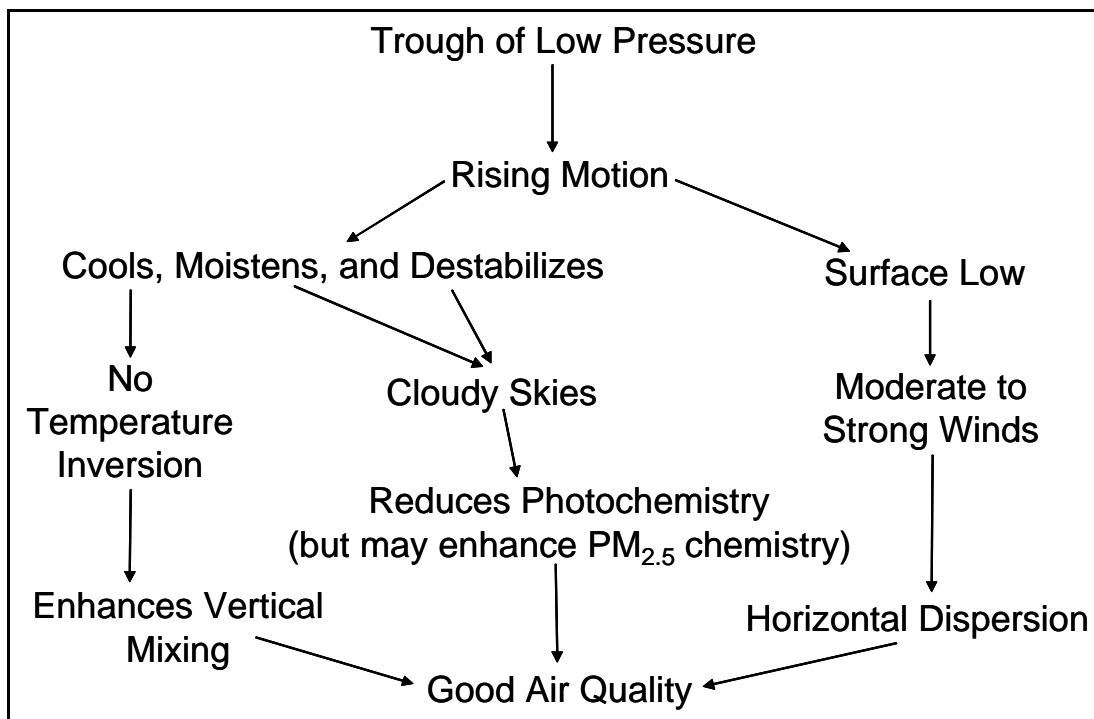 Trough of Low Pressure
Rising Motion
Cools, Moistens, and Destabilizes
Surface Low
No
Temperature
Inversion
Cloudy Skies
Moderate to
Strong Winds
Reduces Photochemistry
(but may enhance PM2.5 chemistry)
Enhances Vertical
Mixing
Horizontal Dispersion
Good Air Quality